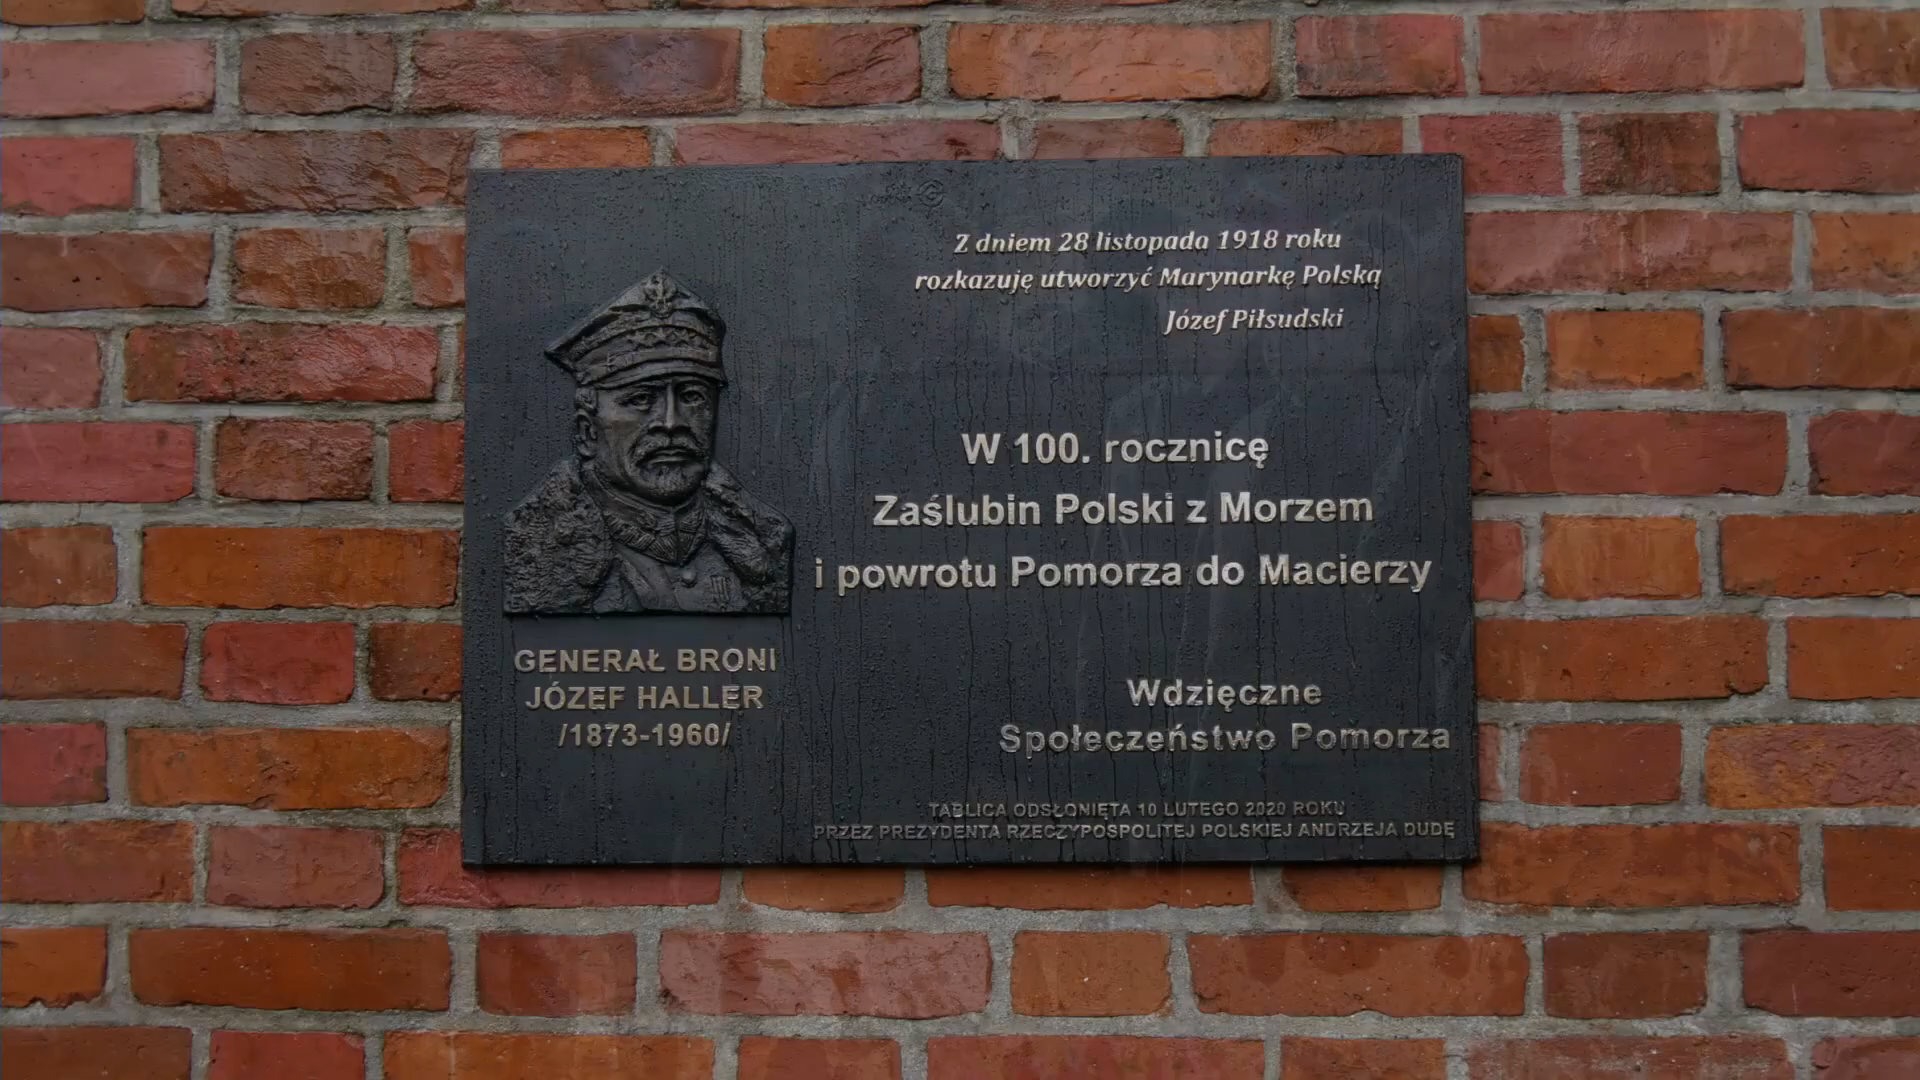 Z dniem 28 listopada 1918 roku
rozkazuję utworzyć Marynarkę Polską
Józef Piłsudski
W 100. rocznicę
Zaślubin Polski z Morzem
i powrotu Pomorza do Macierzy
GENERAŁ BRONI
JÓZEF HALLER
/1873-1960/
Wdzięczne
Społeczeństwo Pomorza
TABLICA ODSŁONIĘTA 10 LUTEGO 2020 ROKU
PRZEZ PREZYDENTA RZECZYPOSPOLITEJ POLSKIEJ ANDRZEJA DUDĘ